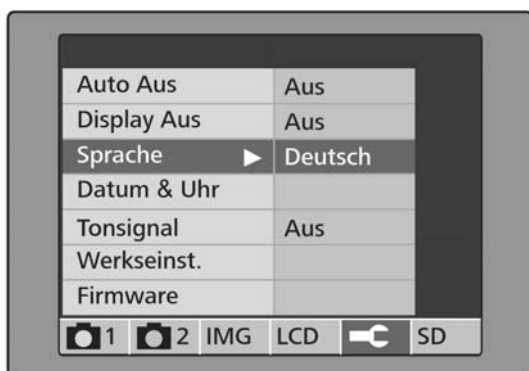 Auto Aus Aus
Display Aus Aus
Sprache Deutsch
Datum & Uhr
Tonsignal Aus
Werkseinst.
Firmware
1 2 IMG LCD SD